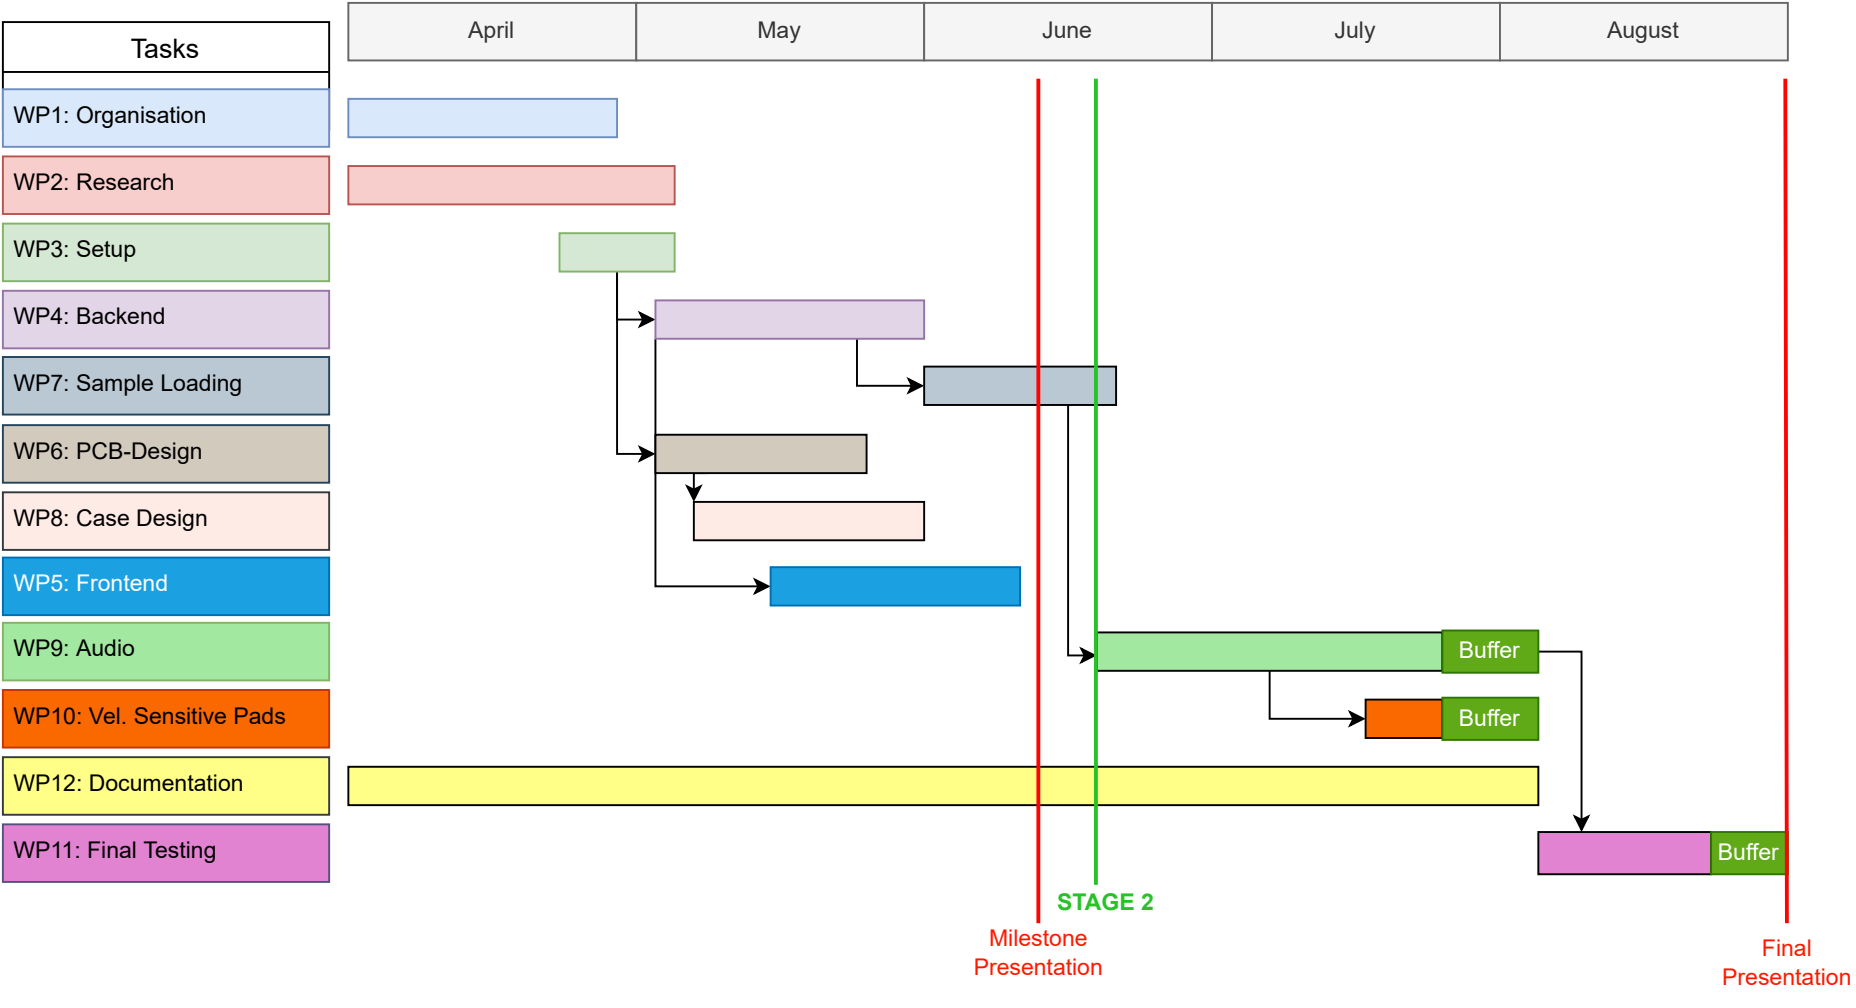 April May June July August
Tasks
WP1: Organisation
WP2: Research
WP3: Setup
WP4: Backend
WP7: Sample Loading
WP6: PCB-Design
WP8: Case Design
WP5: Frontend
WP9: Audio Buffer
WP10: Vel. Sensitive Pads Buffer
WP12: Documentation
WP11: Final Testing Buffer
STAGE 2
Milestone
Presentation
Final
Presentation